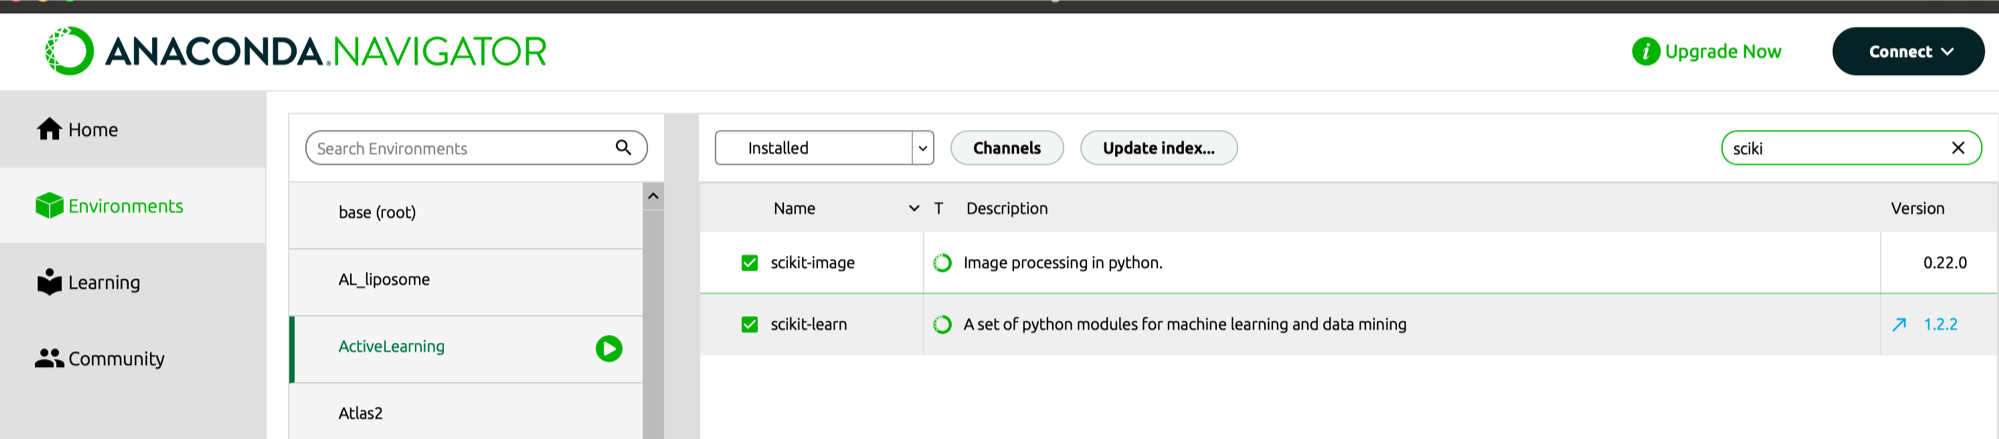 ANACONDA.NAVIGATOR
Upgrade Now
Connect
Home
Environments
Learning
Community
Search Environments
base (root)
AL_liposome
ActiveLearning
Atlas2
Installed
Channels
Update index...
sciki
Name T Description Version
scikit-image Image processing in python. 0.22.0
scikit-learn A set of python modules for machine learning and data mining 1.2.2